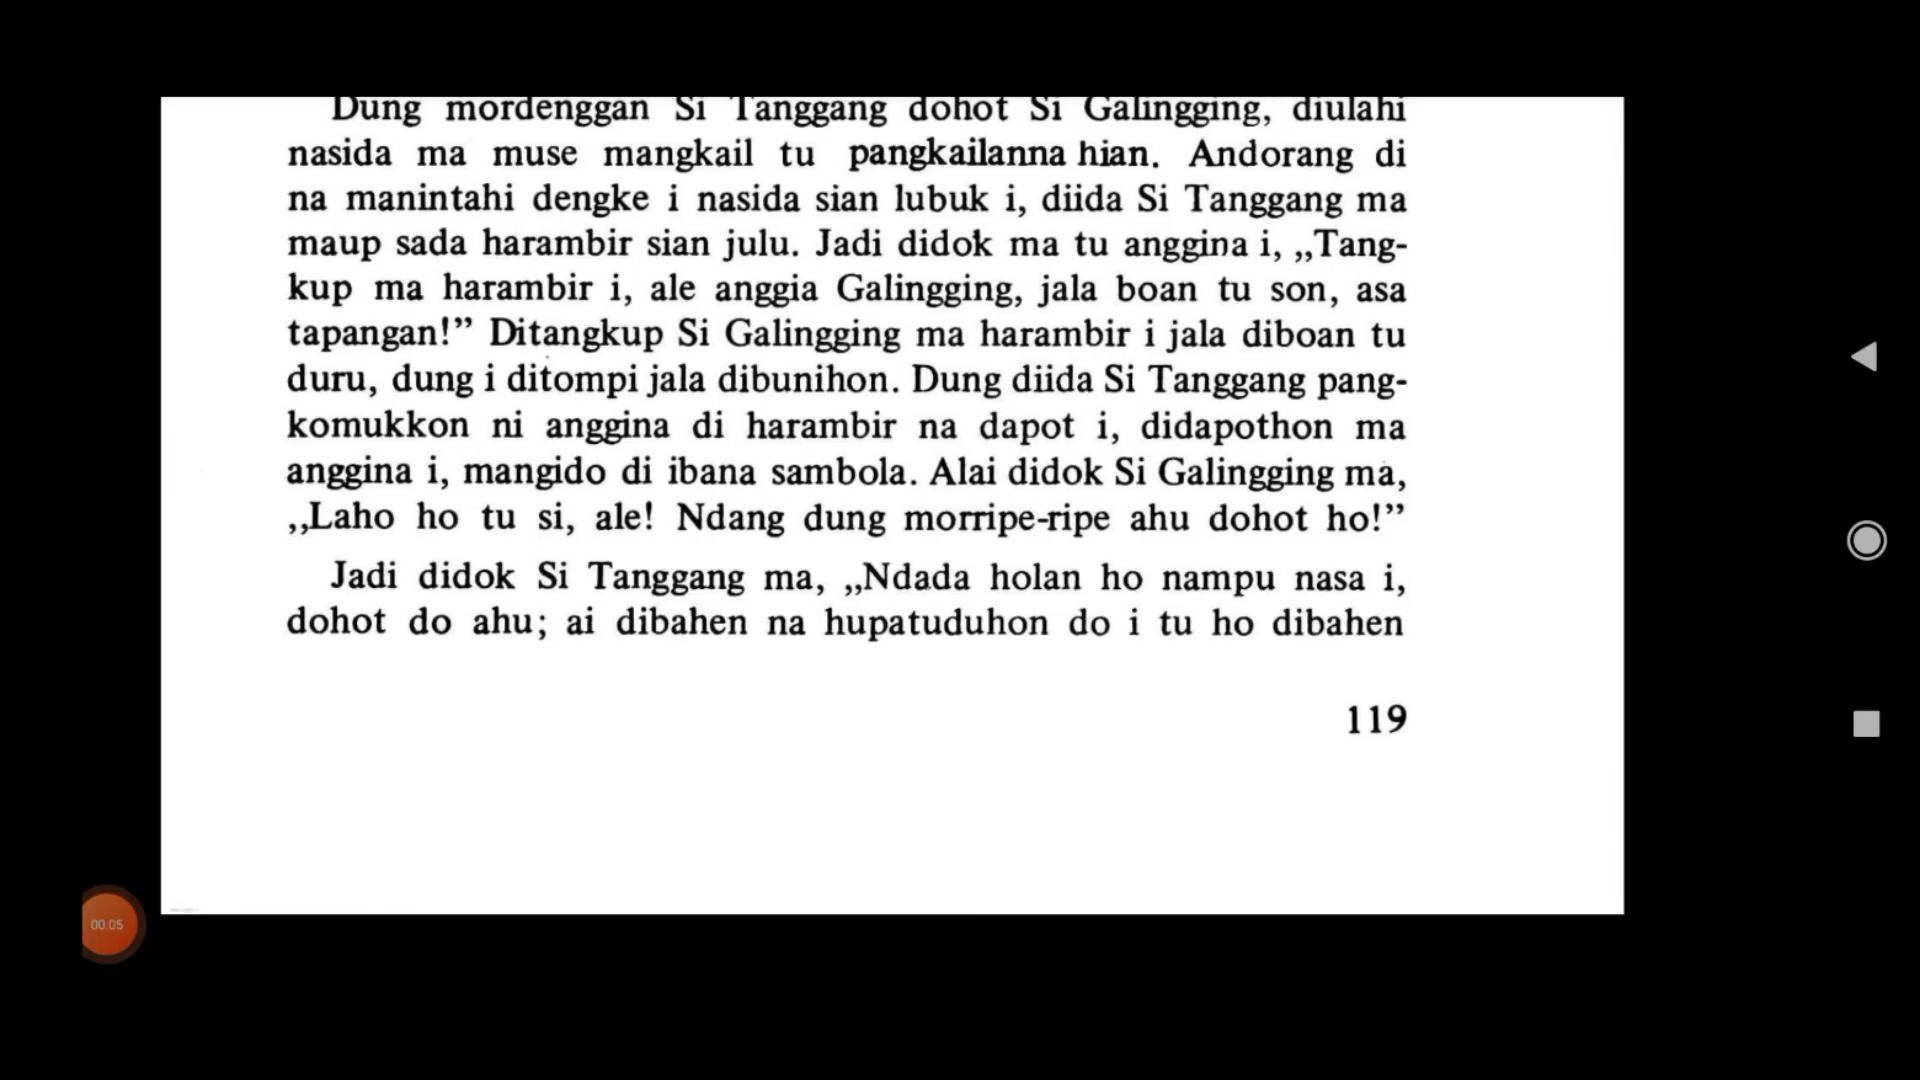 Dung mordenggan Si Tanggang dohot Si Galingging, diulahi
nasida ma muse mangkail tu pangkailanna hian. Andorang di
na manintahi dengke i nasida sian lubuk i, diida Si Tanggang ma
maup sada harambir sian julu. Jadi didok ma tu anggina i, „Tang-
kup ma harambir i, ale anggia Galingging, jala boan tu son, asa
tapangan!” Ditangkup Si Galingging ma harambir i jala diboan tu
duru, dung i ditompi jala dibunihon. Dung diida Si Tanggang pang-
komukkon ni anggina di harambir na dapot i, didapothon ma
anggina i, mangido di ibana sambola. Alai didok Si Galingging ma,
„Laho ho tu si, ale! Ndang dung morripe-ripe ahu dohot ho!”
Jadi didok Si Tanggang ma, „Ndada holan ho nampu nasa i,
dohot do ahu; ai dibahen na hupatuduhon do i tu ho dibahen
119
00:05